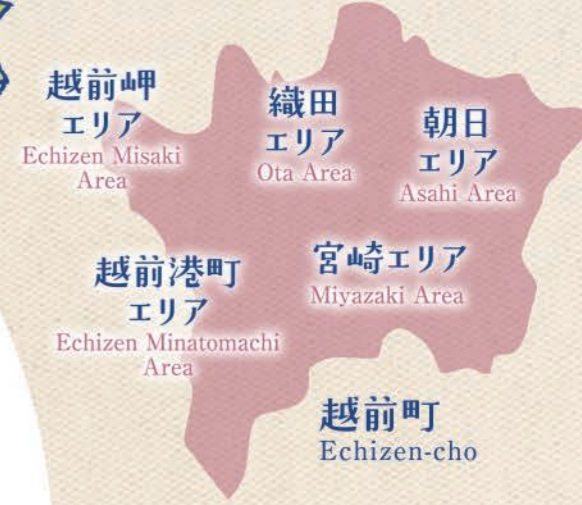 越前岬
エリア
Echizen Misaki
Area
織田
エリア
Ota Area
朝日
エリア
Asahi Area
越前港町
エリア
Echizen Minatomachi
Area
宮崎エリア
Miyazaki Area
越前町
Echizen-cho